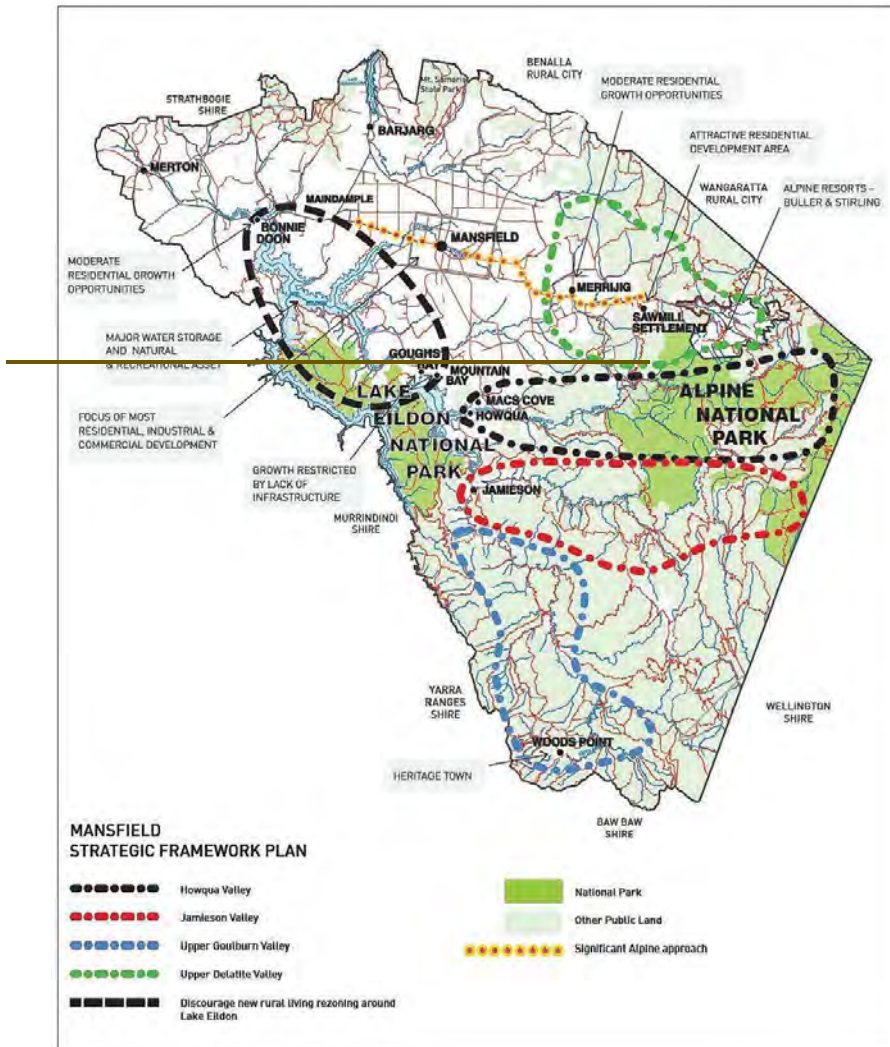 BENALLA
RURAL CITY
MODERATE RESIDENTIAL
GROWTH OPPORTUNITIES
Mt. Samaria
State Park
STRATHBOGIE
SHIRE
BARJARG
ATTRACTIVE RESIDENTIAL
DEVELOPMENT AREA
MERTON
WANGARATTA
RURAL CITY
ALPINE RESORTS –
BULLER & STIRLING
MAINDAMPLE
BONNIE
DOON
MANSFIELD
MODERATE
RESIDENTIAL GROWTH
OPPORTUNITIES
MERRIJIG
SAWMILL
SETTLEMENT
MAJOR WATER STORAGE
AND NATURAL
& RECREATIONAL ASSET
GOUGHS
BAY
MOUNTAIN
BAY
LAKE
EILDON
NATIONAL
PARK
MACS COVE
HOWQUA
ALPINE
NATIONAL
PARK
FOCUS OF MOST
RESIDENTIAL, INDUSTRIAL &
COMMERCIAL DEVELOPMENT
GROWTH RESTRICTED
BY LACK OF
INFRASTRUCTURE
JAMIESON
MURRINDINDI
SHIRE
YARRA
RANGES
SHIRE
WELLINGTON
SHIRE
WOODS POINT
HERITAGE TOWN
BAW BAW
SHIRE
MANSFIELD
STRATEGIC FRAMEWORK PLAN
Howqua Valley
Jamieson Valley
Upper Goulburn Valley
Upper Delatite Valley
Discourage new rural living rezoning around
Lake Eildon
National Park
Other Public Land
Significant Alpine approach